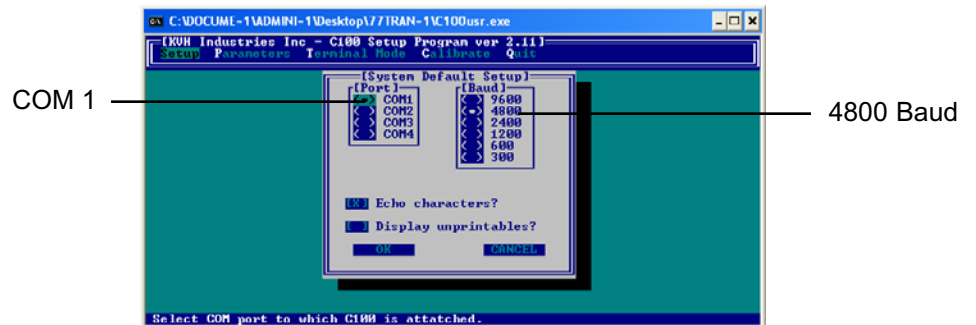 C:\DOCUME~1\ADMINI~1\Desktop\77TRAN~1\C100usr.exe
[KVH Industries Inc - C100 Setup Program ver 2.11]
Setup Parameters Terminal Mode Calibrate Quit
[System Default Setup]
[Port] [Baud]
COM 1
(•) COM1 ( ) 9600
( ) COM2 (•) 4800
4800 Baud
( ) COM3 ( ) 2400
( ) COM4 ( ) 1200
( ) 600
( ) 300
[X] Echo characters?
[ ] Display unprintables?
OK CANCEL
Select COM port to which C100 is attatched.